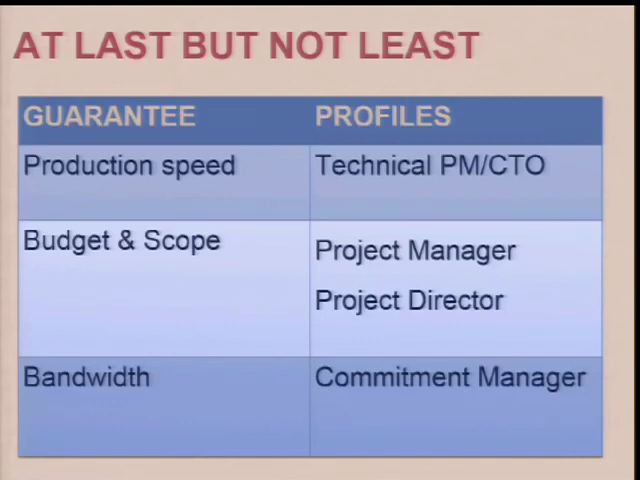 AT LAST BUT NOT LEAST
GUARANTEE PROFILES
Production speed Technical PM/CTO
Budget & Scope Project Manager
Project Director
Bandwidth Commitment Manager